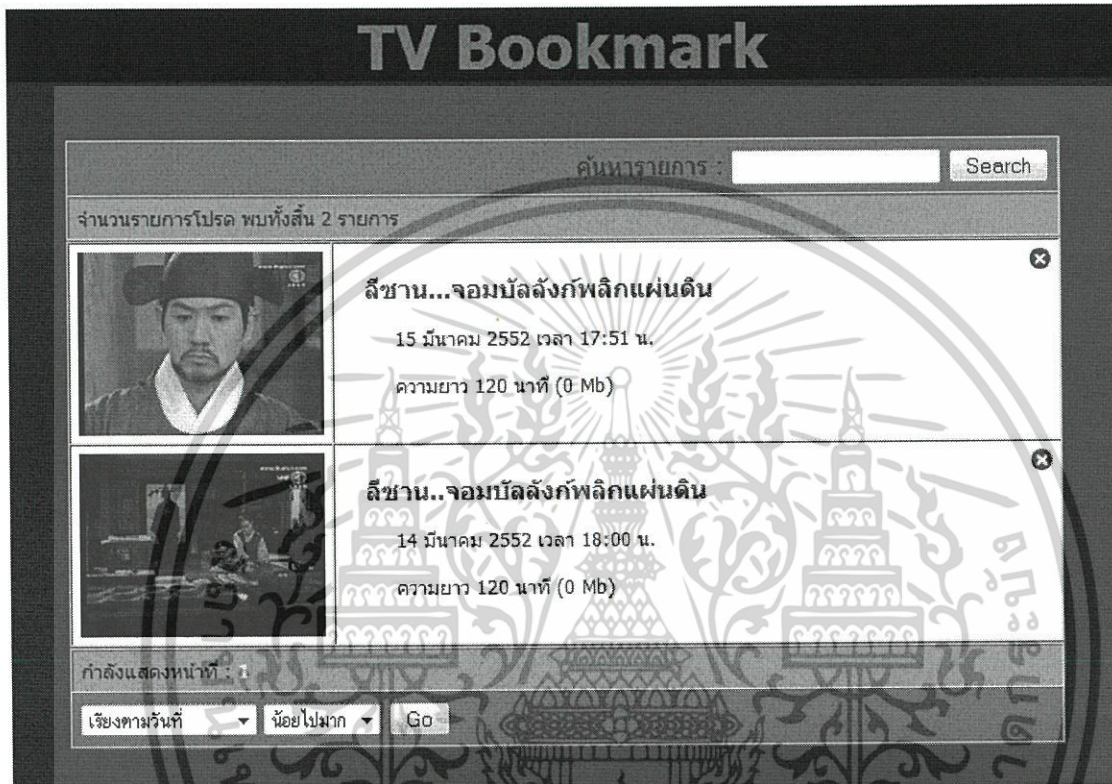 TV Bookmark
ค้นหารายการ : Search
จำนวนรายการโปรด พบทั้งสิ้น 2 รายการ
ลีซาน...จอมบัลลังก์พลิกแผ่นดิน
15 มีนาคม 2552 เวลา 17:51 น.
ความยาว 120 นาที (0 Mb)
ลีซาน..จอมบัลลังก์พลิกแผ่นดิน
14 มีนาคม 2552 เวลา 18:00 น.
ความยาว 120 นาที (0 Mb)
กำลังแสดงหน้าที่ : 1
เรียงตามวันที่ น้อยไปมาก Go